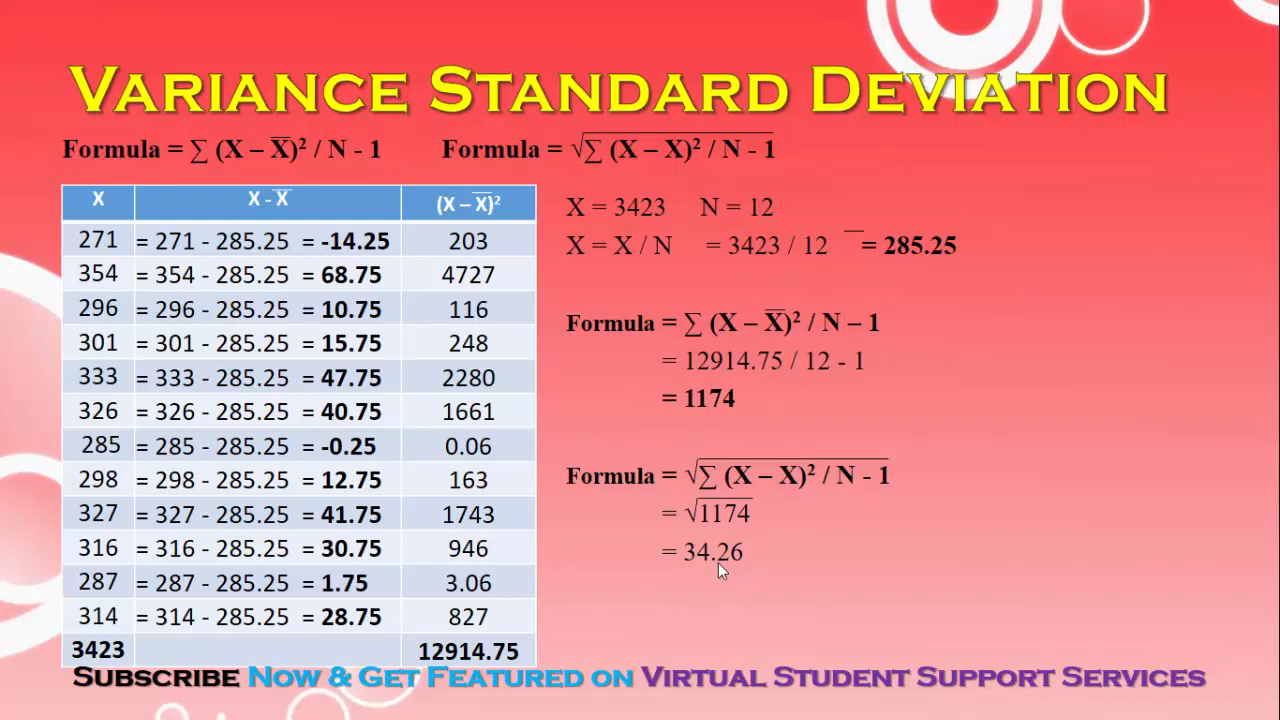 VARIANCE STANDARD DEVIATION
Formula = ∑ (X – X̅)² / N - 1 Formula = √∑ (X – X)² / N - 1
X X - X̅ (X – X̅)²
271 = 271 - 285.25 = -14.25 203
354 = 354 - 285.25 = 68.75 4727
296 = 296 - 285.25 = 10.75 116
301 = 301 - 285.25 = 15.75 248
333 = 333 - 285.25 = 47.75 2280
326 = 326 - 285.25 = 40.75 1661
285 = 285 - 285.25 = -0.25 0.06
298 = 298 - 285.25 = 12.75 163
327 = 327 - 285.25 = 41.75 1743
316 = 316 - 285.25 = 30.75 946
287 = 287 - 285.25 = 1.75 3.06
314 = 314 - 285.25 = 28.75 827
3423 12914.75
X = 3423 N = 12
X = X / N = 3423 / 12 = 285.25
Formula = ∑ (X – X̅)² / N – 1
= 12914.75 / 12 - 1
= 1174
Formula = √∑ (X – X)² / N - 1
= √1174
= 34.26
SUBSCRIBE NOW & GET FEATURED ON VIRTUAL STUDENT SUPPORT SERVICES